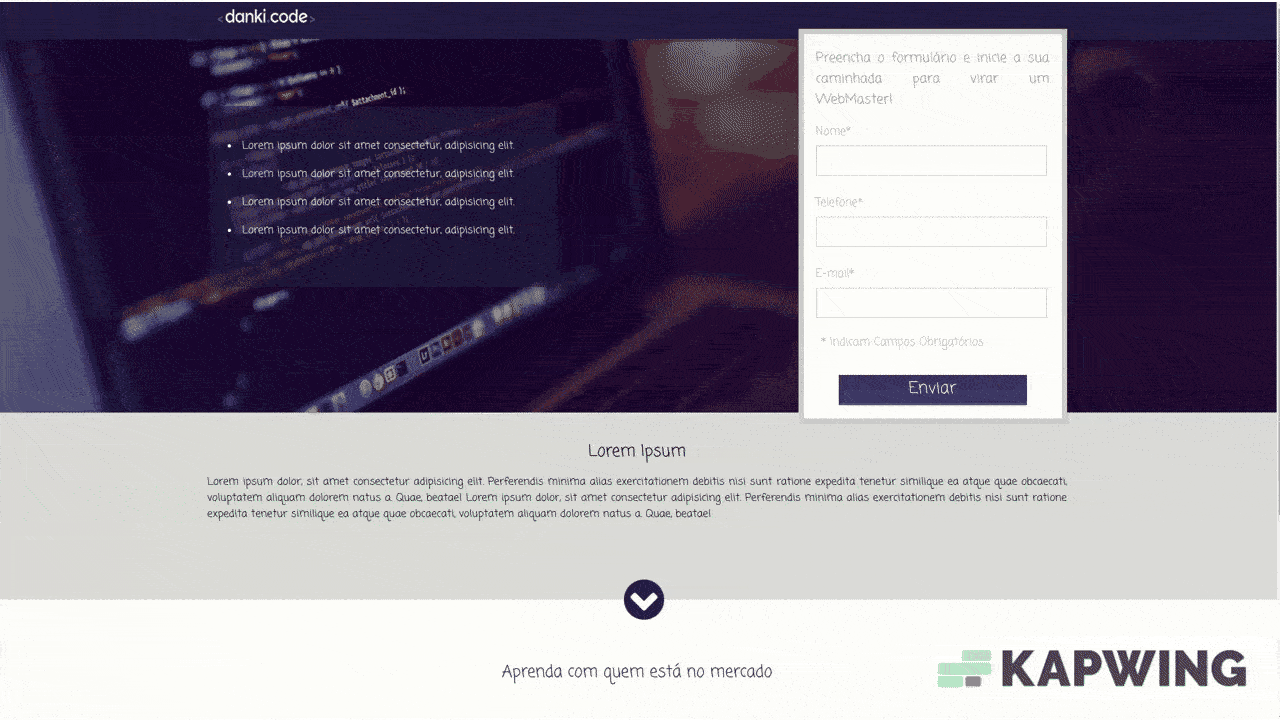 <danki.code>
$attachment_id );
Lorem ipsum dolor sit amet consectetur, adipisicing elit.
Lorem ipsum dolor sit amet consectetur, adipisicing elit.
Lorem ipsum dolor sit amet consectetur, adipisicing elit.
Lorem ipsum dolor sit amet consectetur, adipisicing elit.
Preencha o formulário e inicie a sua
caminhada para virar um
WebMaster!
Nome*
Telefone*
E-mail*
* Indicam Campos Obrigatórios
Enviar
Lorem Ipsum
Lorem ipsum dolor, sit amet consectetur adipisicing elit. Perferendis minima alias exercitationem debitis nisi sunt ratione expedita tenetur similique ea atque quae obcaecati,
voluptatem aliquam dolorem natus a. Quae, beatae! Lorem ipsum dolor, sit amet consectetur adipisicing elit. Perferendis minima alias exercitationem debitis nisi sunt ratione
expedita tenetur similique ea atque quae obcaecati, voluptatem aliquam dolorem natus a. Quae, beatae!
Aprenda com quem está no mercado
KAPWING